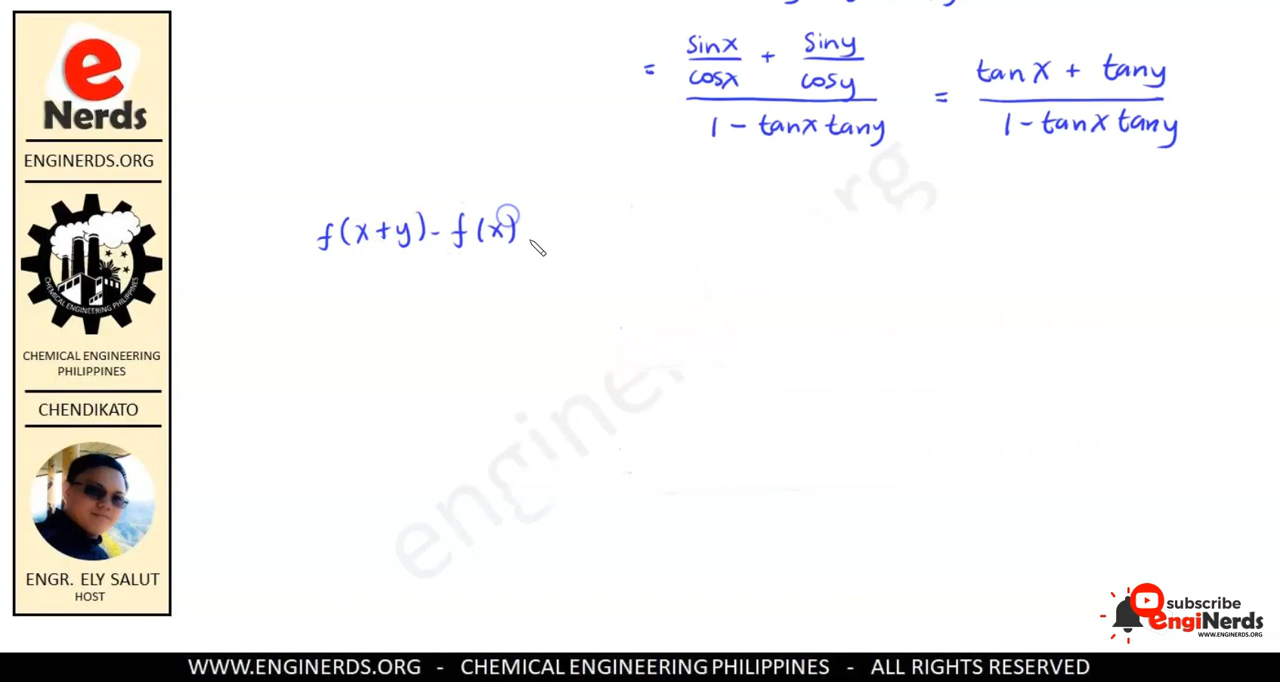 e
Nerds
ENGINERDS.ORG
CHEMICAL ENGINEERING PHILIPPINES
CHEMICAL ENGINEERING
PHILIPPINES
CHENDIKATO
ENGR. ELY SALUT
HOST
= (sinx/cosx + siny/cosy)/(1 - tanx tany) = (tanx + tany)/(1 - tanx tany)
f(x+y) - f(x)
enginerds.org
subscribe
engiNerds
WWW.ENGINERDS.ORG
WWW.ENGINERDS.ORG - CHEMICAL ENGINEERING PHILIPPINES - ALL RIGHTS RESERVED